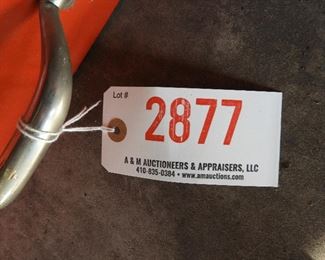 Lot #
2877
A & M AUCTIONEERS & APPRAISERS, LLC
410-835-0384 • www.amauctions.com